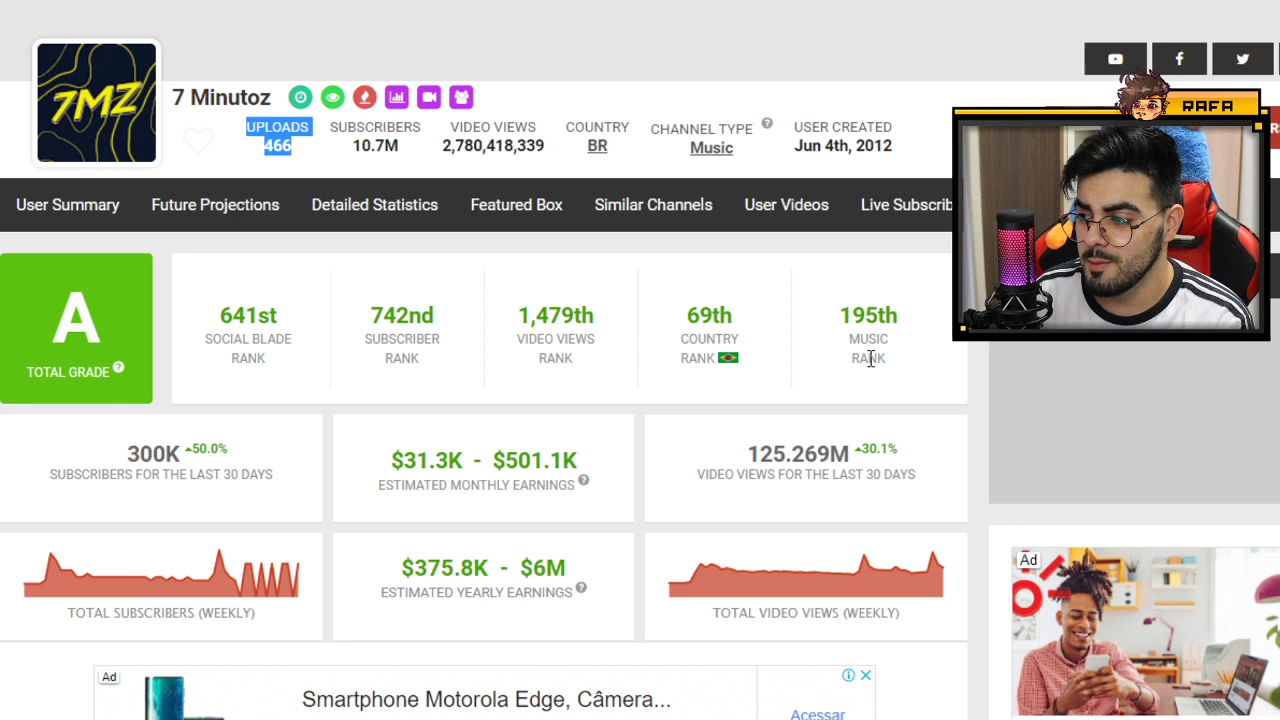 7MZ
7 Minutoz
UPLOADS
466
SUBSCRIBERS
10.7M
VIDEO VIEWS
2,780,418,339
COUNTRY
BR
CHANNEL TYPE ?
Music
USER CREATED
Jun 4th, 2012
RAFA
User Summary
Future Projections
Detailed Statistics
Featured Box
Similar Channels
User Videos
Live Subscrib
A
TOTAL GRADE ?
641st
SOCIAL BLADE
RANK
742nd
SUBSCRIBER
RANK
1,479th
VIDEO VIEWS
RANK
69th
COUNTRY
RANK
195th
MUSIC
RANK
300K 50.0%
SUBSCRIBERS FOR THE LAST 30 DAYS
$31.3K - $501.1K
ESTIMATED MONTHLY EARNINGS ?
125.269M 30.1%
VIDEO VIEWS FOR THE LAST 30 DAYS
TOTAL SUBSCRIBERS (WEEKLY)
$375.8K - $6M
ESTIMATED YEARLY EARNINGS ?
TOTAL VIDEO VIEWS (WEEKLY)
Ad
Smartphone Motorola Edge, Câmera...
Acessar
Ad